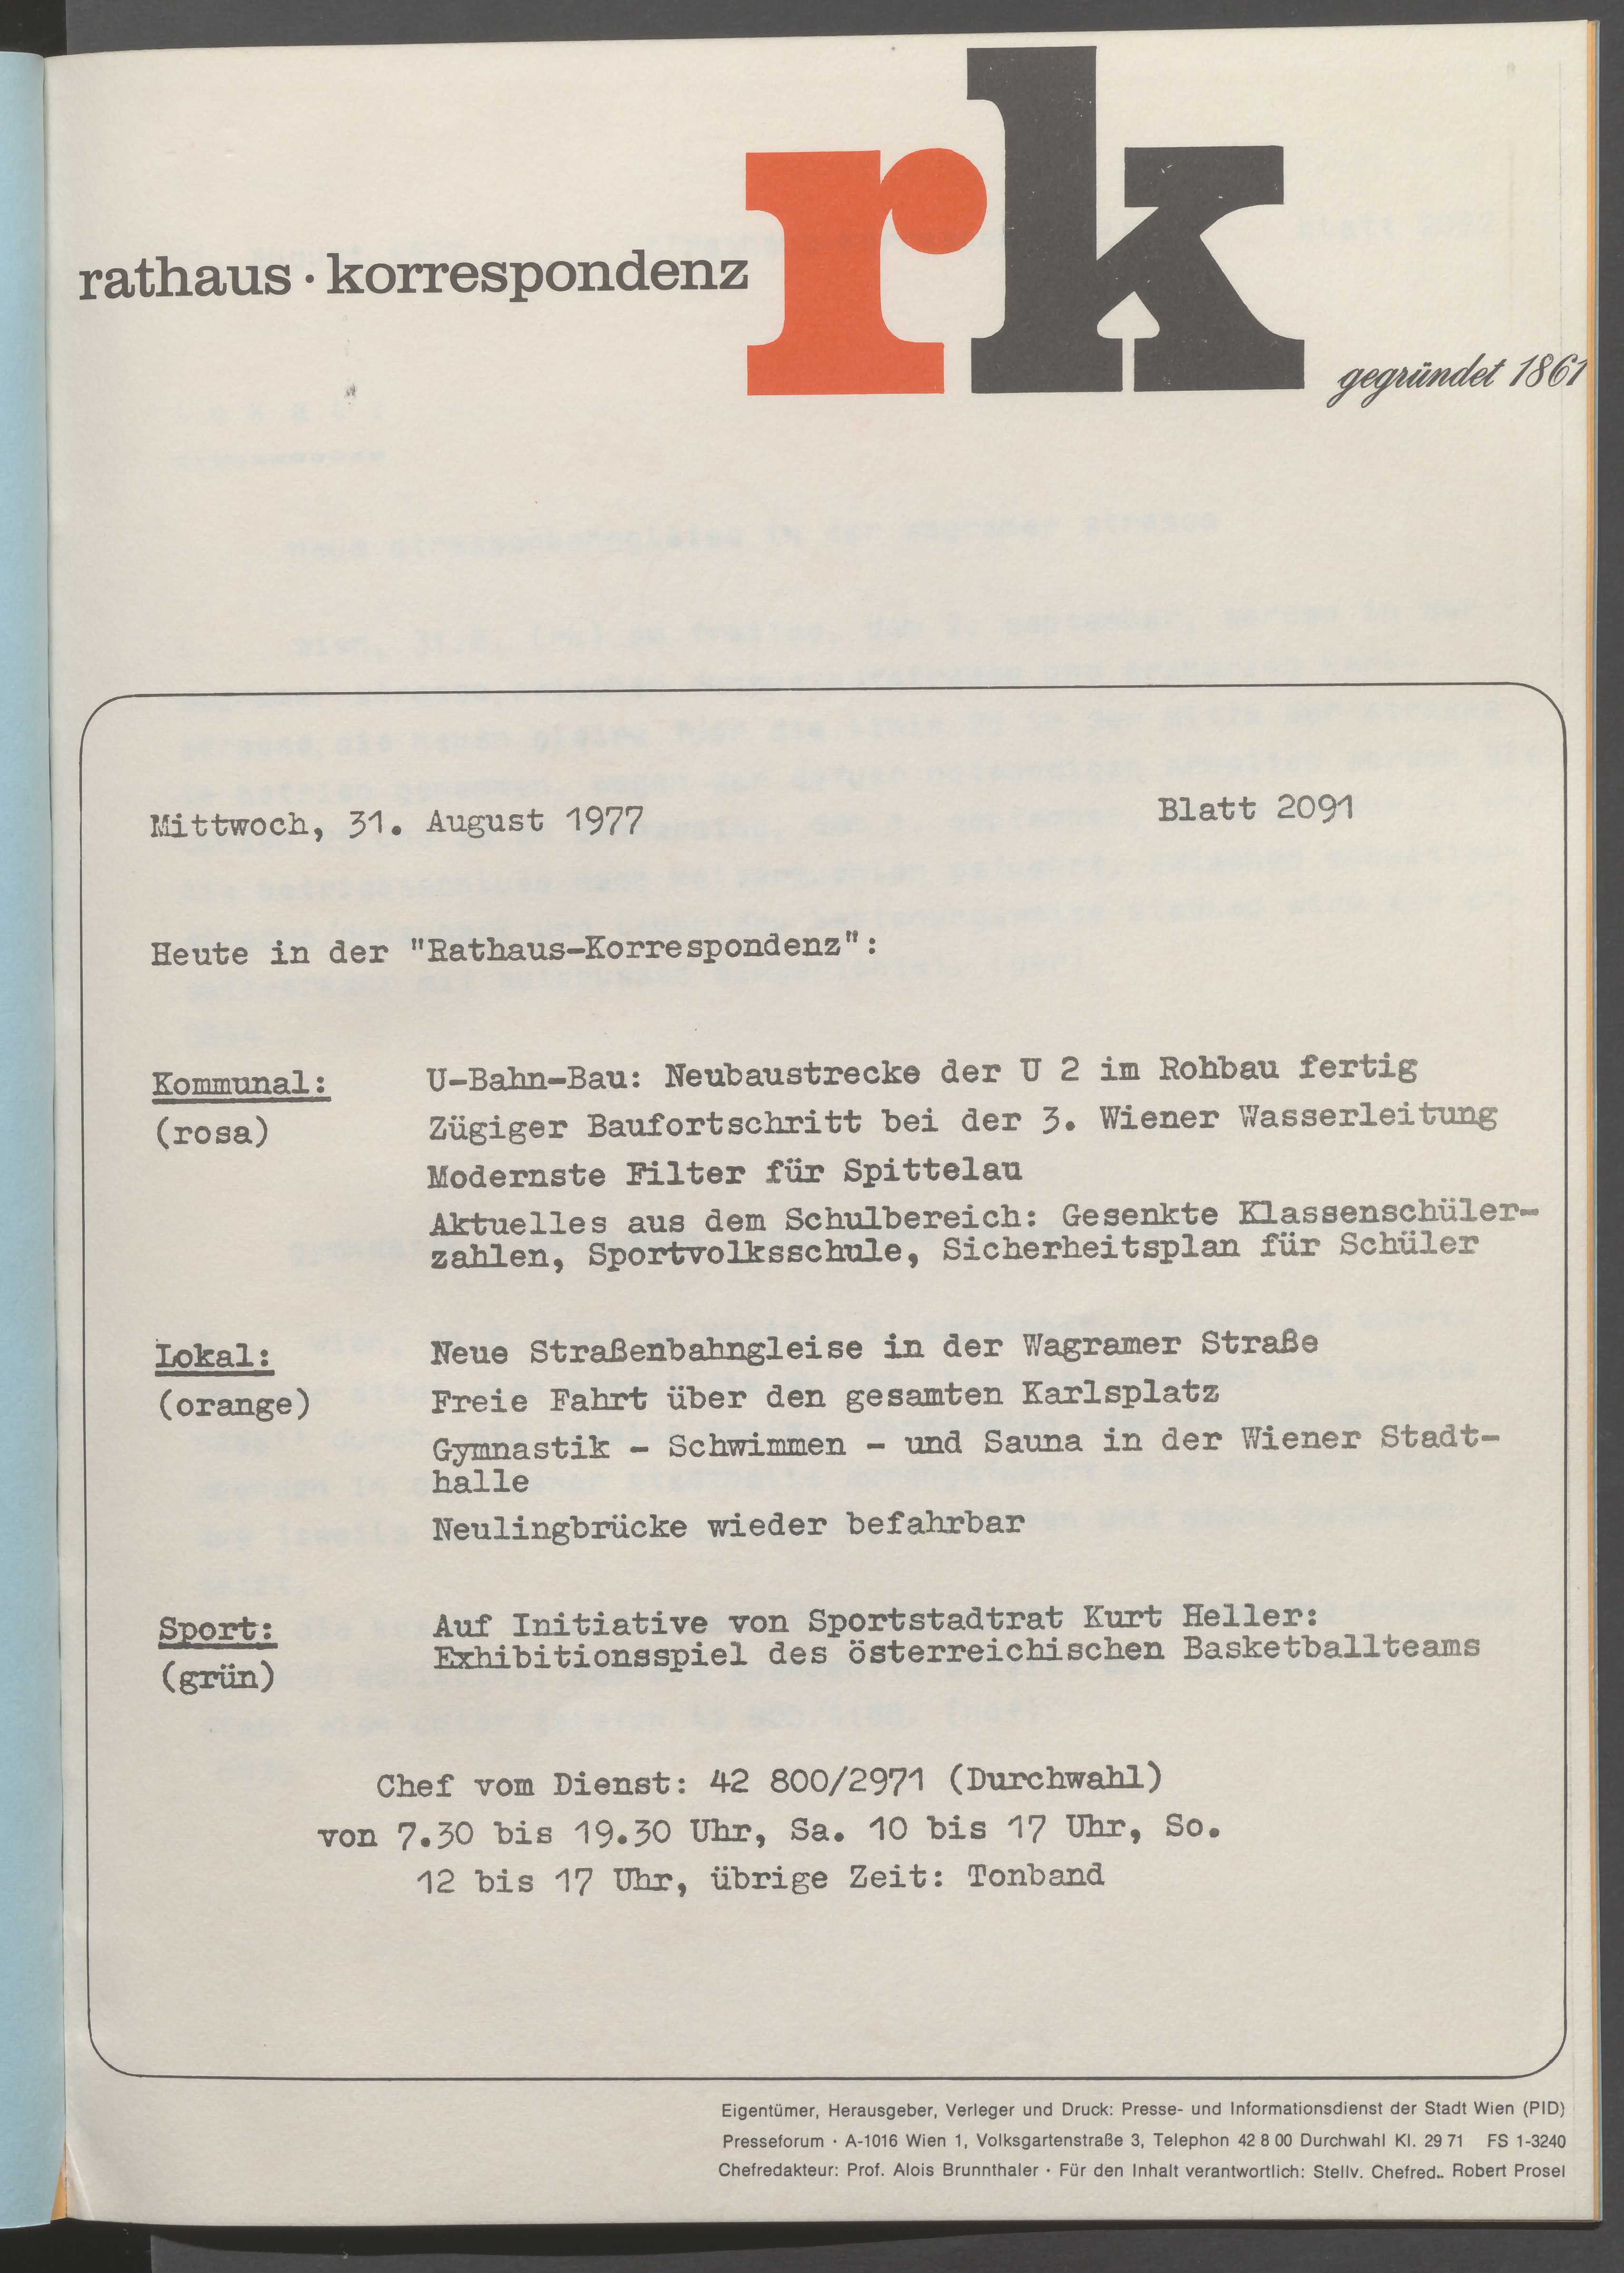 rk
rathaus · korrespondenz
gegründet 1861
Mittwoch, 31. August 1977 Blatt 2091
Heute in der "Rathaus-Korrespondenz":
Kommunal: U-Bahn-Bau: Neubaustrecke der U 2 im Rohbau fertig
(rosa) Zügiger Baufortschritt bei der 3. Wiener Wasserleitung
Modernste Filter für Spittelau
Aktuelles aus dem Schulbereich: Gesenkte Klassenschüler-
zahlen, Sportvolksschule, Sicherheitsplan für Schüler
Lokal: Neue Straßenbahngleise in der Wagramer Straße
(orange) Freie Fahrt über den gesamten Karlsplatz
Gymnastik - Schwimmen - und Sauna in der Wiener Stadt-
halle
Neulingbrücke wieder befahrbar
Sport: Auf Initiative von Sportstadtrat Kurt Heller:
(grün) Exhibitionsspiel des österreichischen Basketballteams
Chef vom Dienst: 42 800/2971 (Durchwahl)
von 7.30 bis 19.30 Uhr, Sa. 10 bis 17 Uhr, So.
12 bis 17 Uhr, übrige Zeit: Tonband
Eigentümer, Herausgeber, Verleger und Druck: Presse- und Informationsdienst der Stadt Wien (PID)
Presseforum · A-1016 Wien 1, Volksgartenstraße 3, Telephon 42 8 00 Durchwahl Kl. 29 71 FS 1-3240
Chefredakteur: Prof. Alois Brunnthaler · Für den Inhalt verantwortlich: Stellv. Chefred.. Robert Prosel